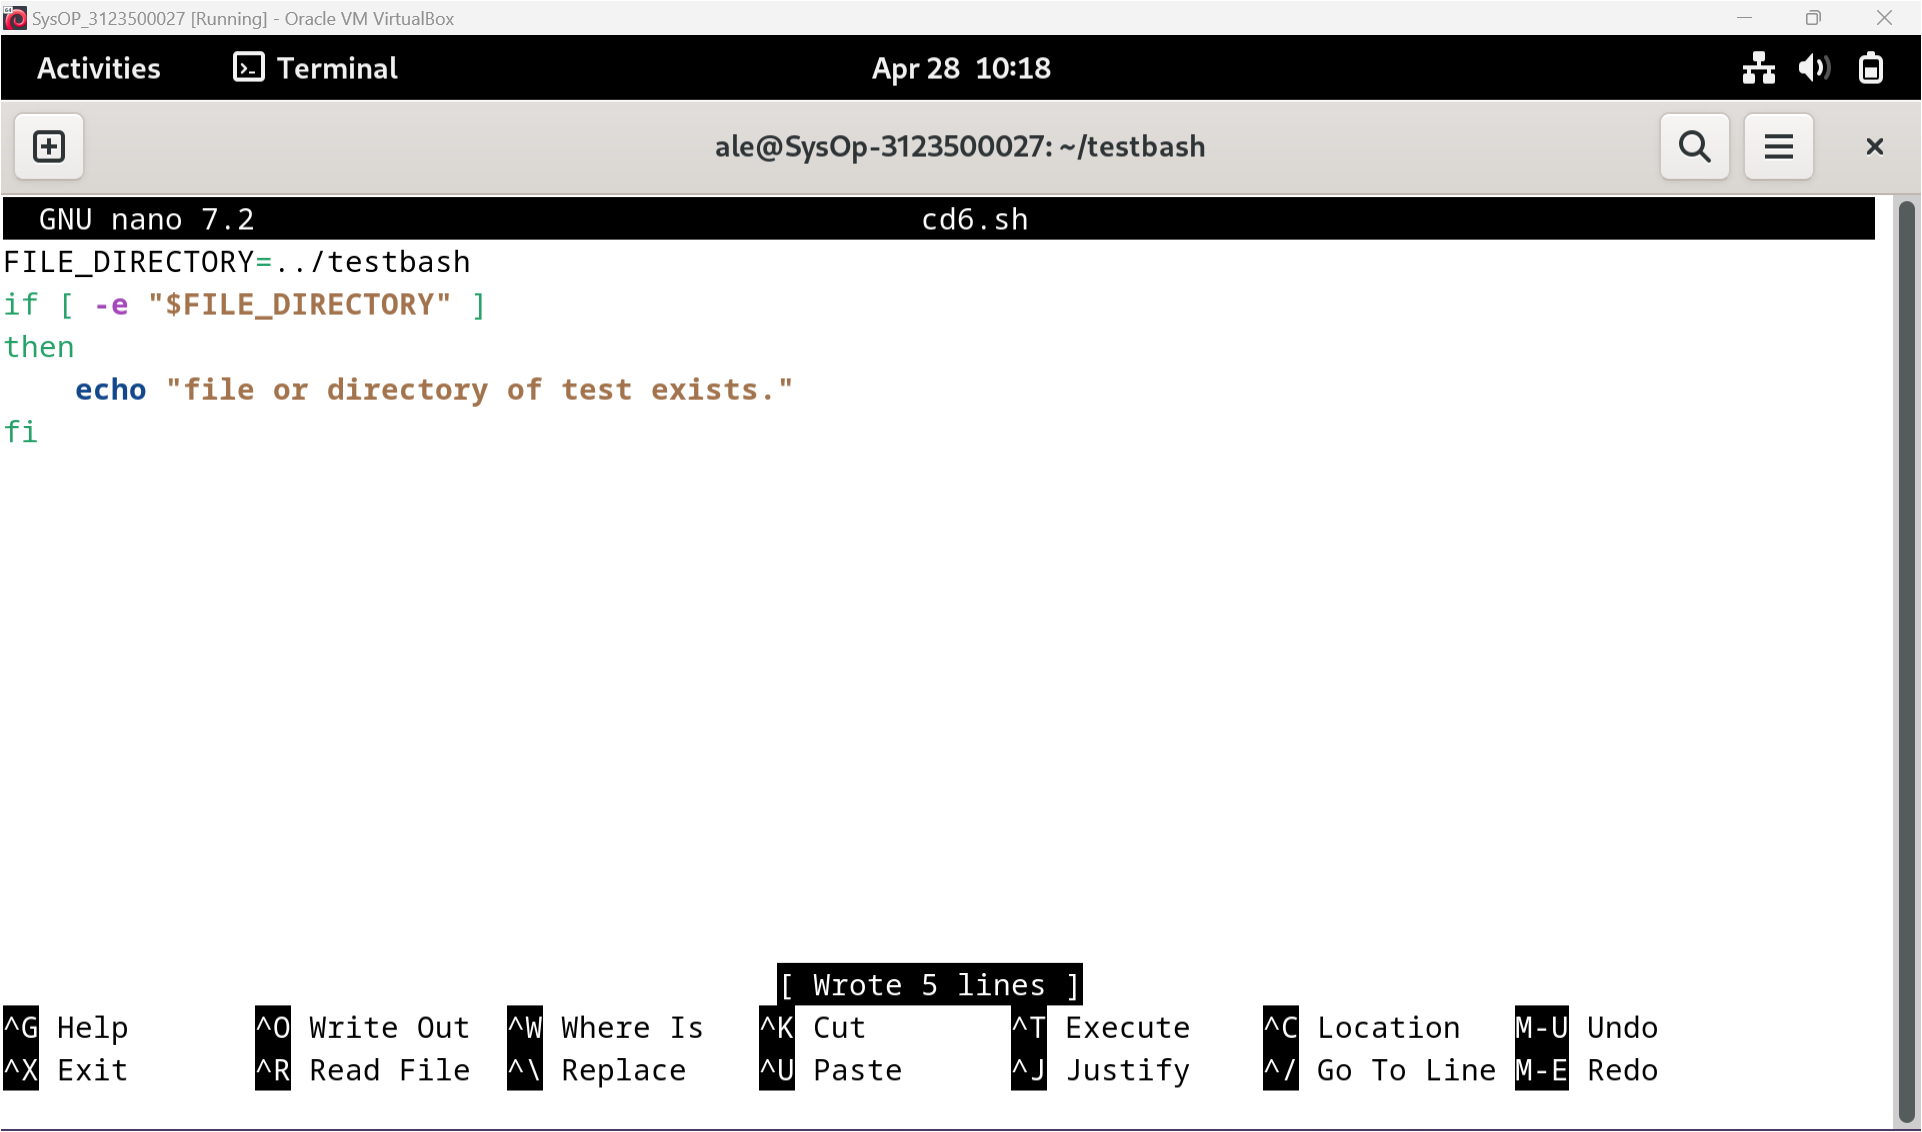 SysOP_3123500027 [Running] - Oracle VM VirtualBox
Activities Terminal Apr 28 10:18
ale@SysOp-3123500027: ~/testbash
GNU nano 7.2 cd6.sh
FILE_DIRECTORY=../testbash
if [ -e "$FILE_DIRECTORY" ]
then
    echo "file or directory of test exists."
fi
[ Wrote 5 lines ]
^G Help ^O Write Out ^W Where Is ^K Cut ^T Execute ^C Location M-U Undo
^X Exit ^R Read File ^\ Replace ^U Paste ^J Justify ^/ Go To Line M-E Redo